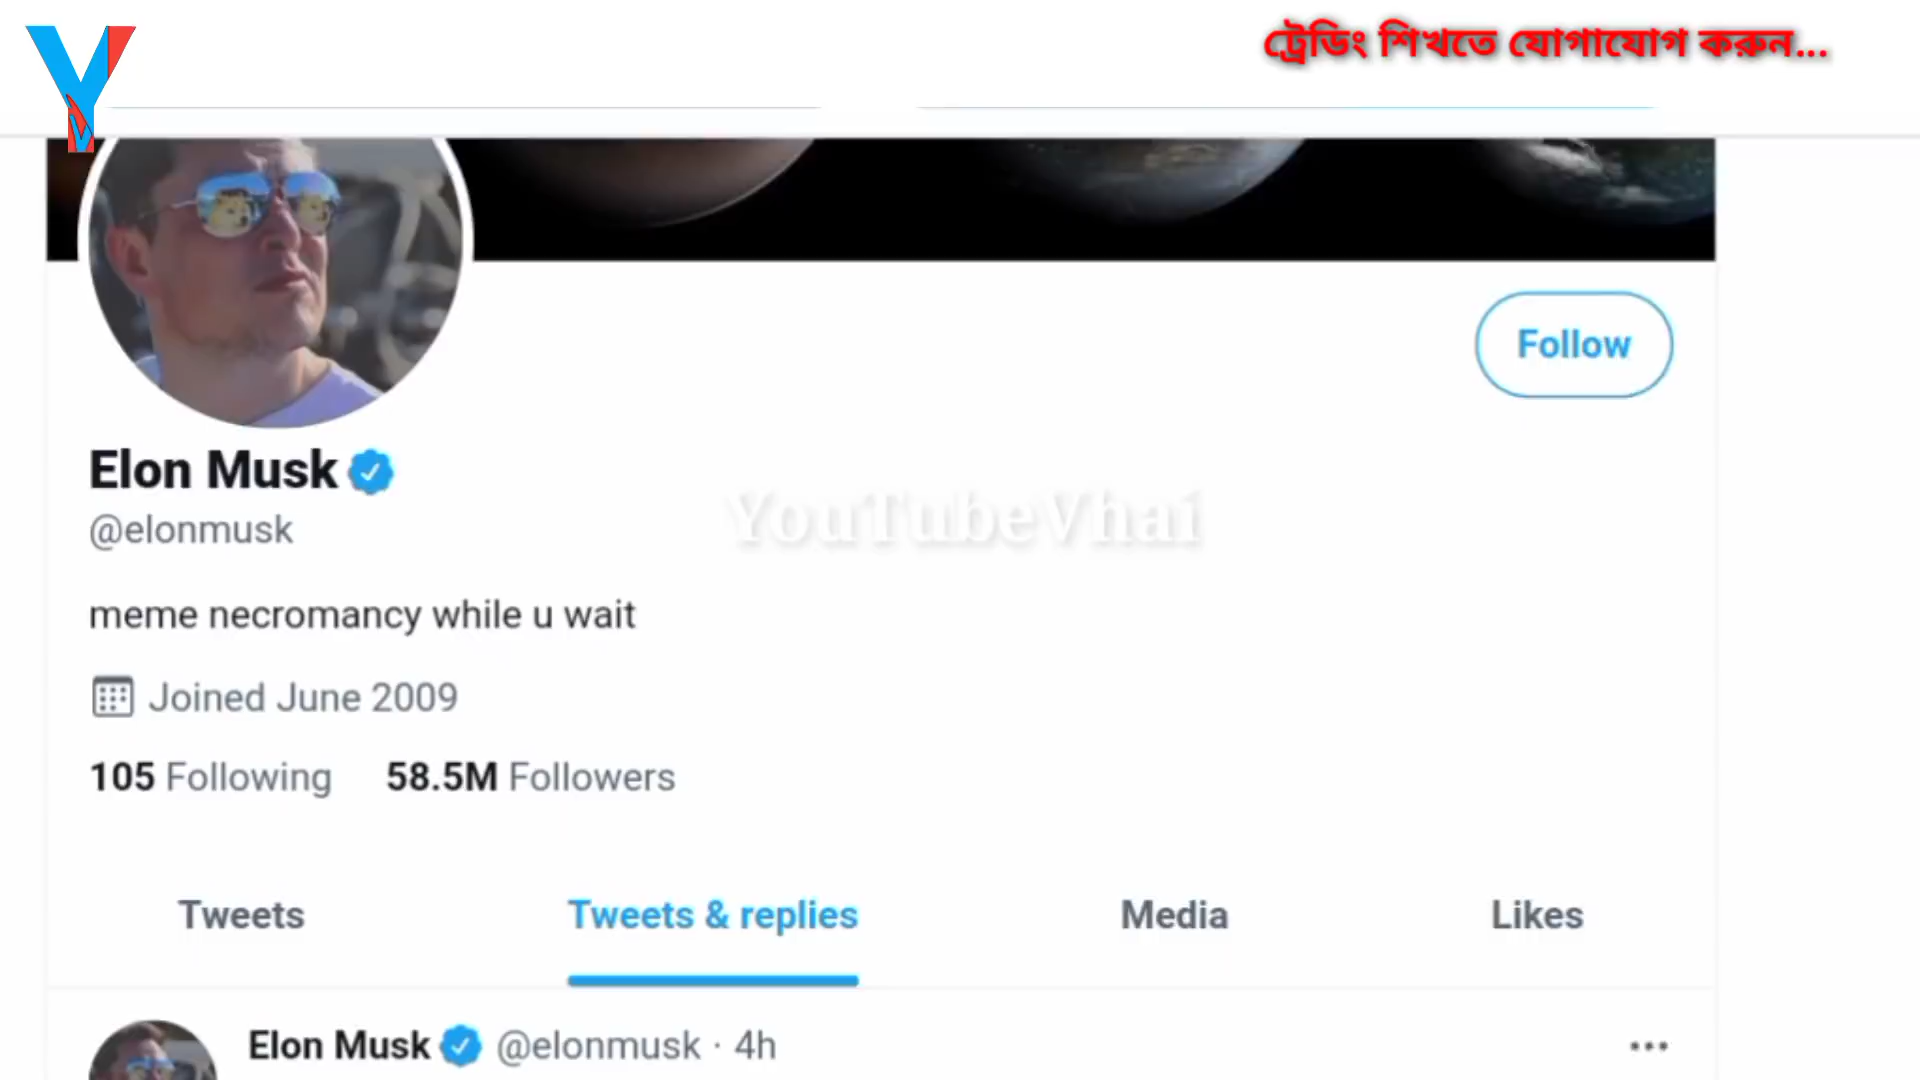 ট্রেডিং শিখতে যোগাযোগ করুন...
Follow
Elon Musk
@elonmusk
YouTubeVhai
meme necromancy while u wait
Joined June 2009
105 Following 58.5M Followers
Tweets Tweets & replies Media Likes
Elon Musk @elonmusk · 4h